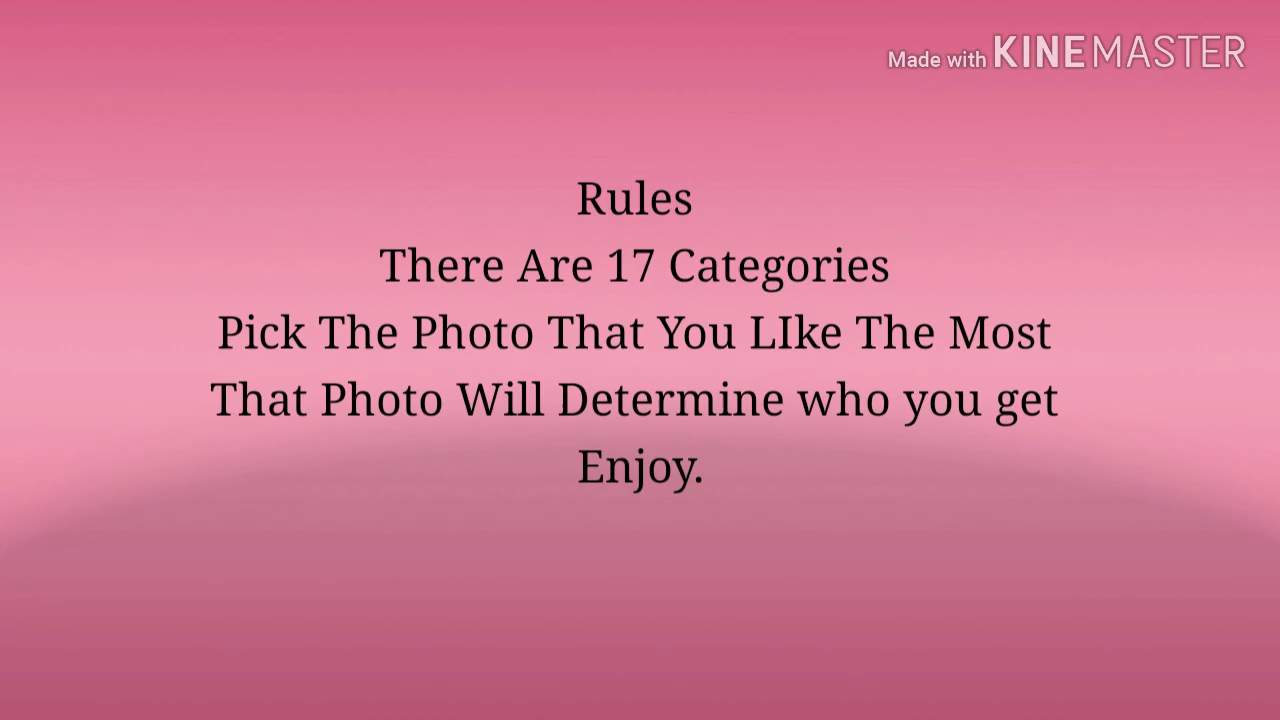 Made with KINEMASTER
Rules
There Are 17 Categories
Pick The Photo That You LIke The Most
That Photo Will Determine who you get
Enjoy.